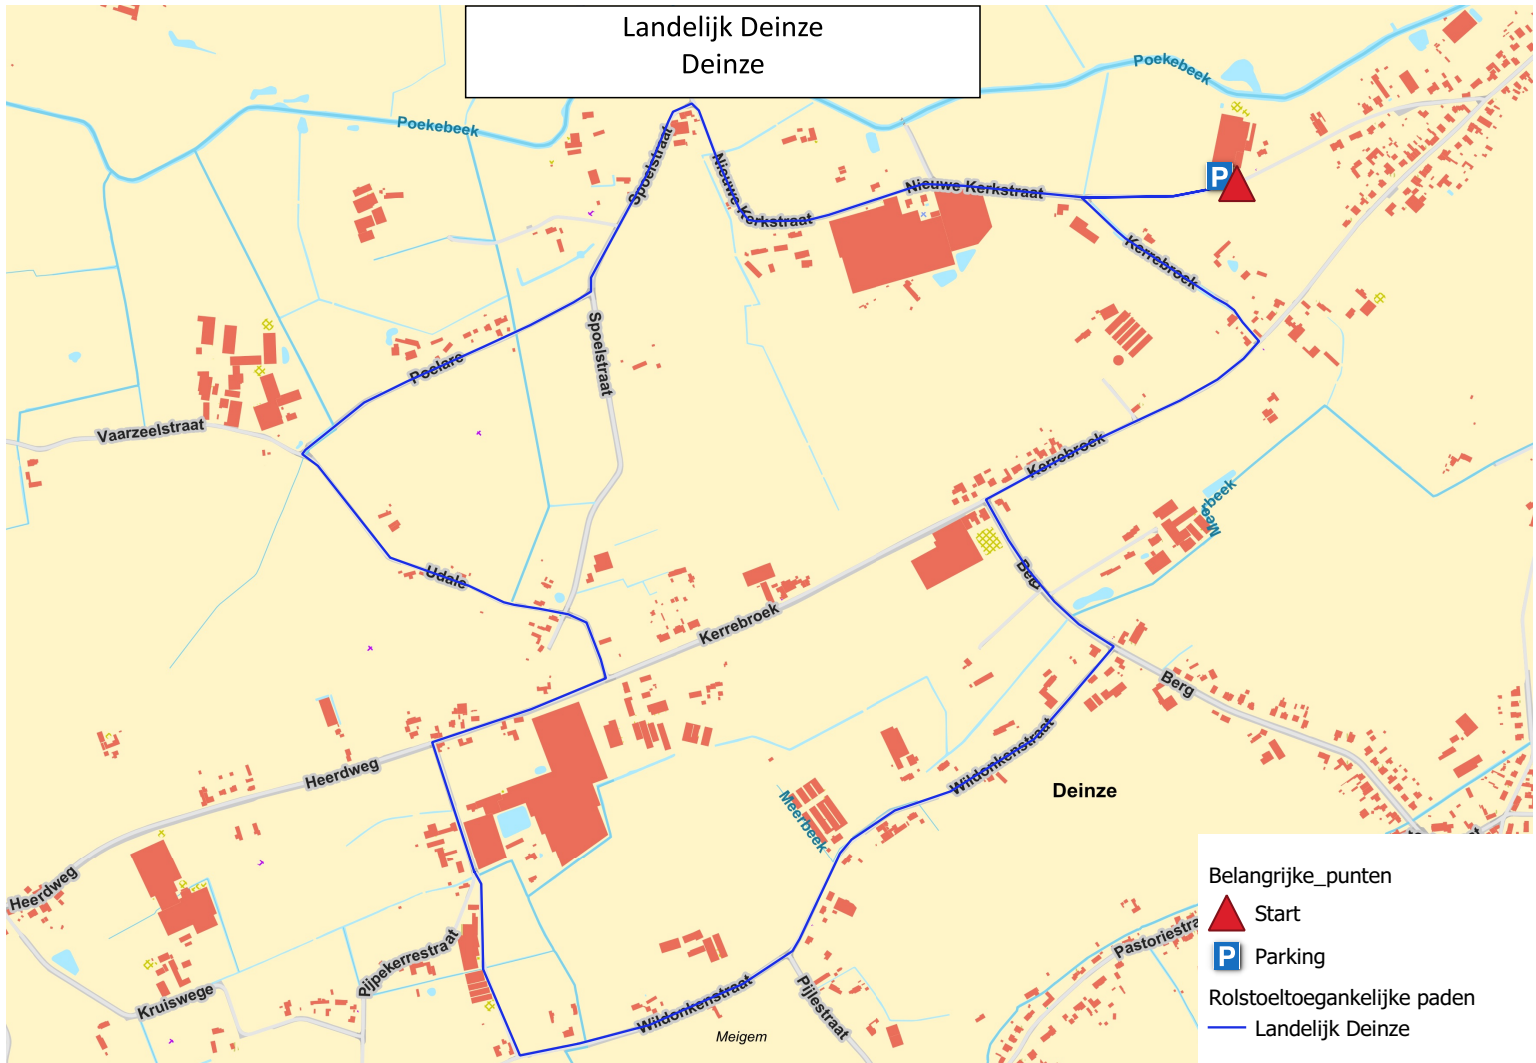 Landelijk Deinze
Deinze
Poekebeek
Poekebeek
Spoelstraat
Nieuwe Kerkstraat
Nieuwe Kerkstraat
P
Kerrebroek
Spoelstraat
Poelare
Vaarzeelstraat
Kerrebroek
Meerbeek
Berg
Udale
Kerrebroek
Berg
Heerdweg
Wildonkenstraat
Deinze
Meerbeek
Heerdweg
Pijpekerrestraat
Kruiswege
Wildonkenstraat
Pijlestraat
Meigem
Pastoriestra
Belangrijke_punten
Start
P Parking
Rolstoeltoegankelijke paden
Landelijk Deinze